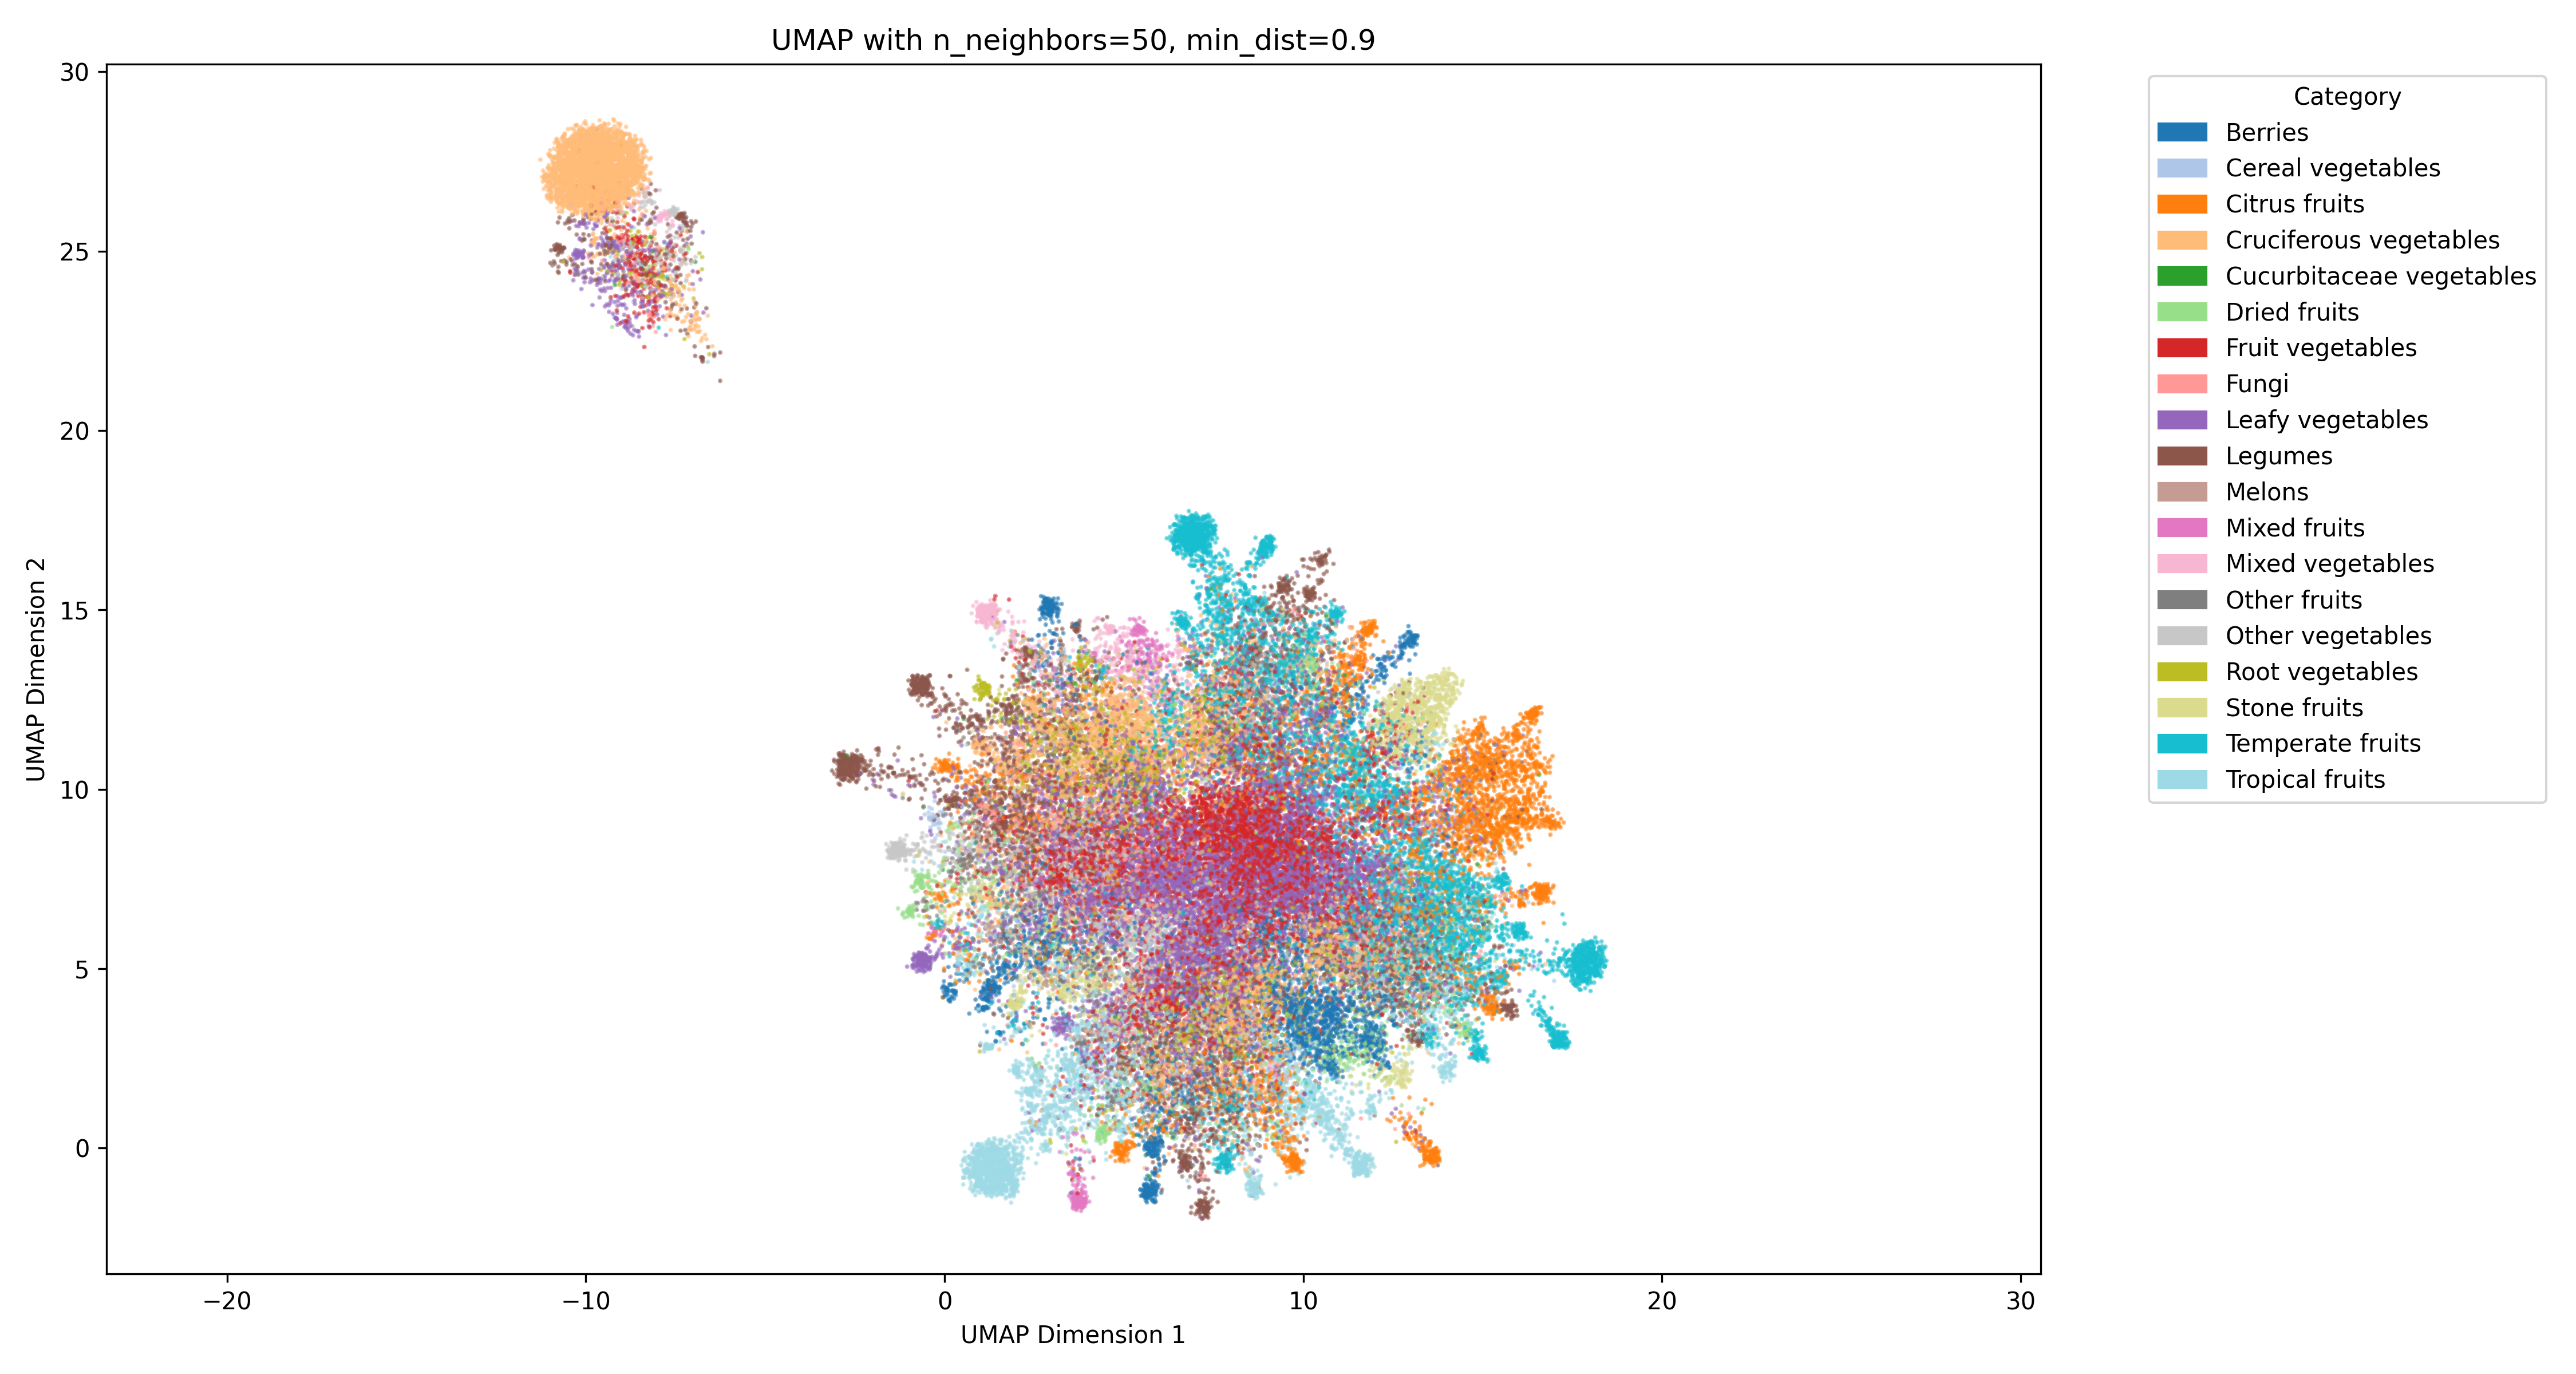 UMAP with n_neighbors=50, min_dist=0.9
30
25
20
15
10
5
0
UMAP Dimension 2
−20
−10
0
10
20
30
UMAP Dimension 1
Category
Berries
Cereal vegetables
Citrus fruits
Cruciferous vegetables
Cucurbitaceae vegetables
Dried fruits
Fruit vegetables
Fungi
Leafy vegetables
Legumes
Melons
Mixed fruits
Mixed vegetables
Other fruits
Other vegetables
Root vegetables
Stone fruits
Temperate fruits
Tropical fruits